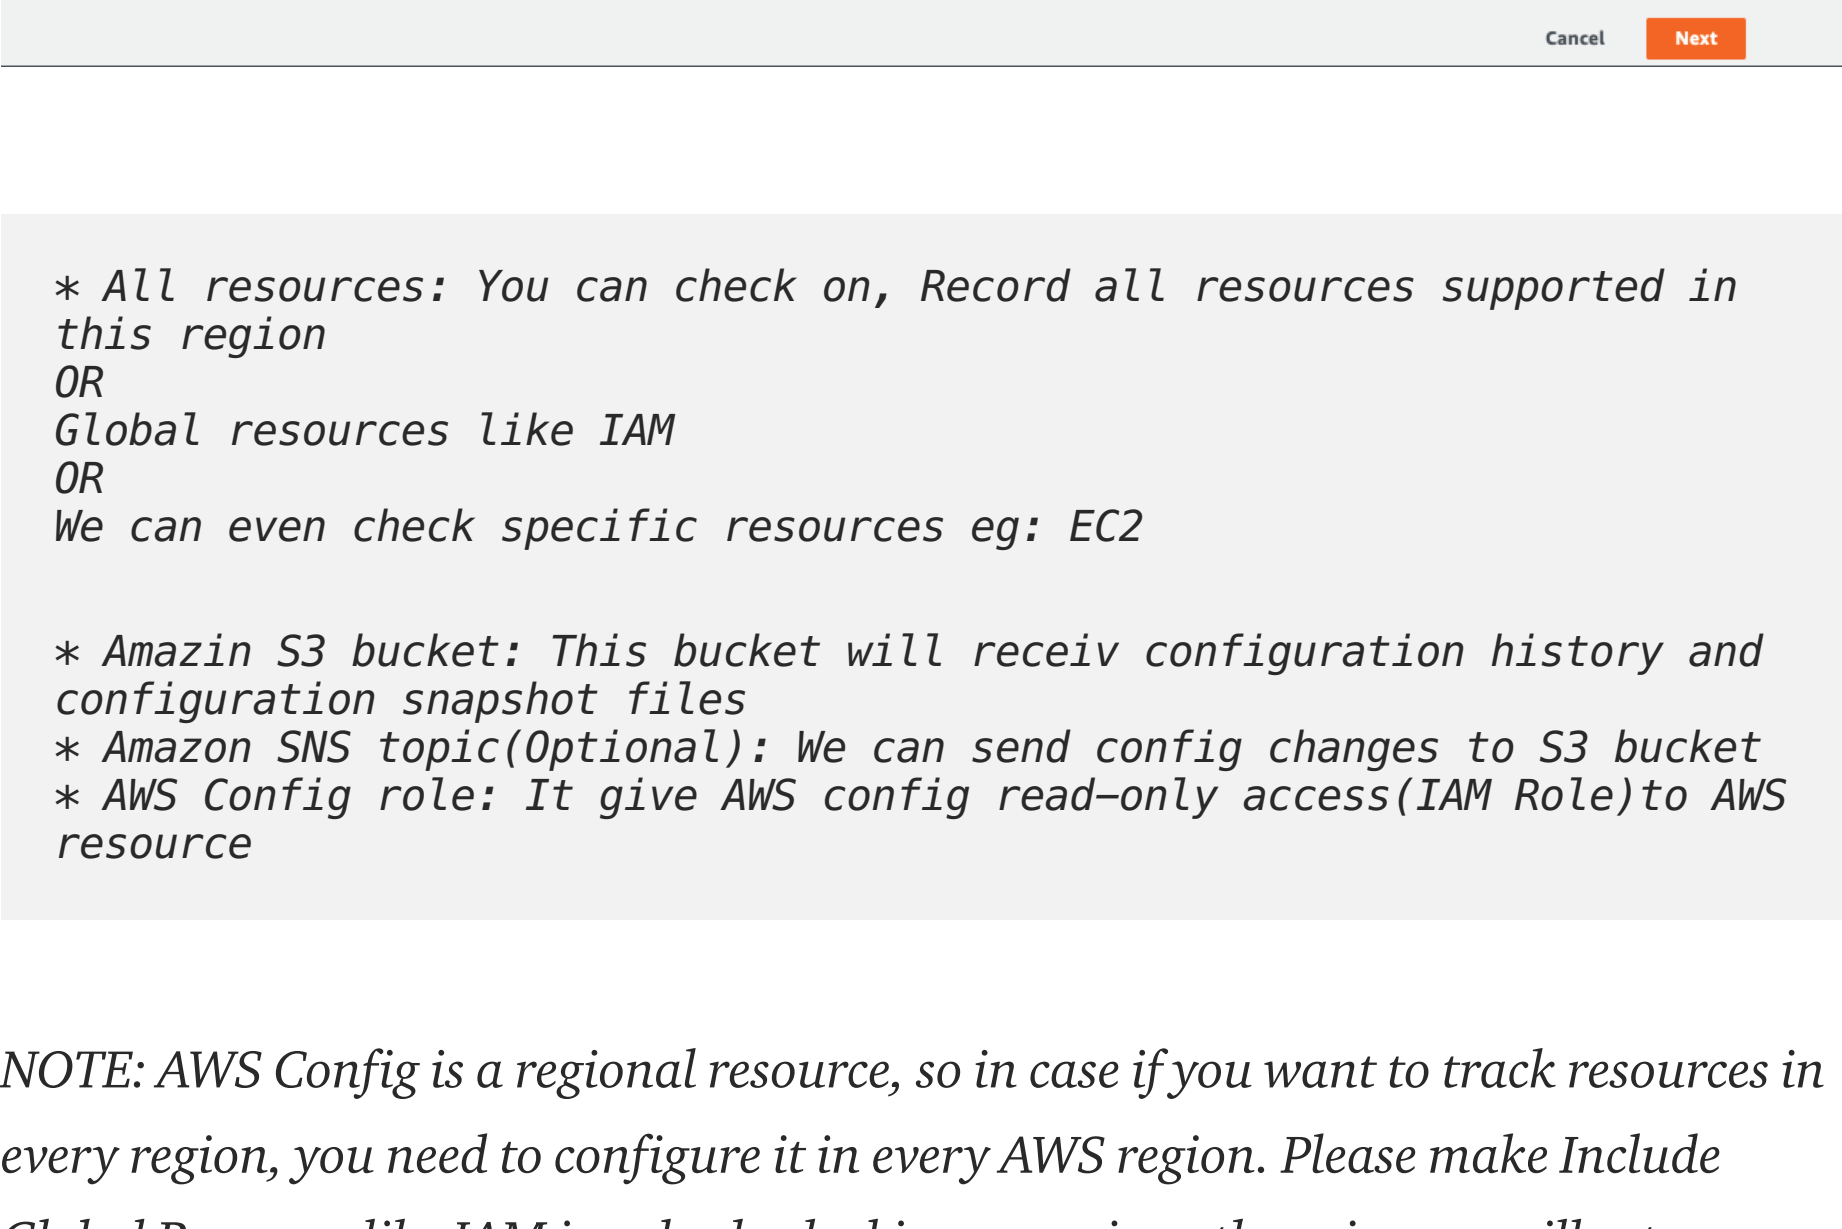 Cancel Next
* All resources: You can check on, Record all resources supported in
this region
OR
Global resources like IAM
OR
We can even check specific resources eg: EC2
* Amazin S3 bucket: This bucket will receiv configuration history and
configuration snapshot files
* Amazon SNS topic(Optional): We can send config changes to S3 bucket
* AWS Config role: It give AWS config read–only access(IAM Role)to AWS
resource
NOTE: AWS Config is a regional resource, so in case if you want to track resources in
every region, you need to configure it in every AWS region. Please make Include